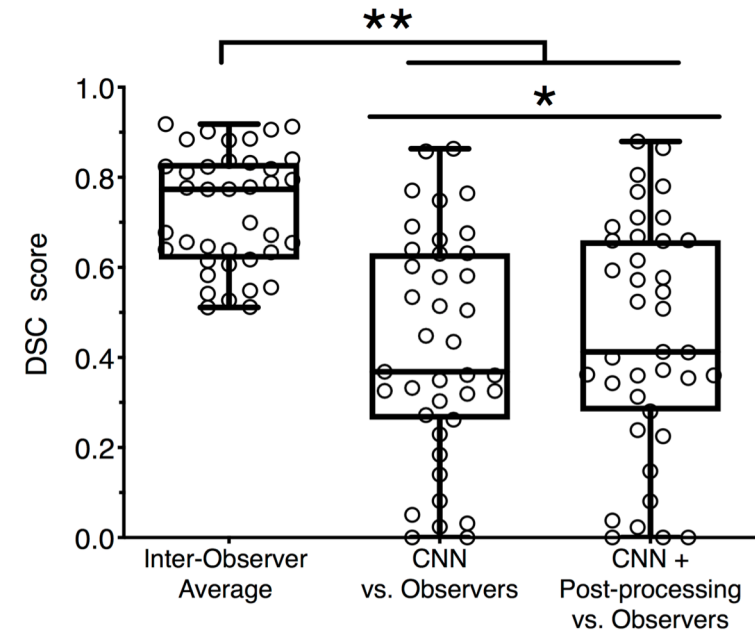 **
*
1.0
0.8
0.6
0.4
0.2
0.0
DSC score
Inter-Observer
Average
CNN
vs. Observers
CNN +
Post-processing
vs. Observers